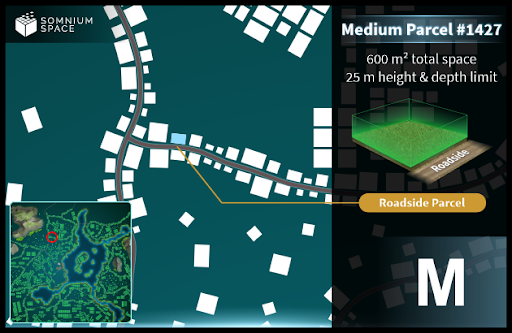 SOMNIUM
SPACE
Medium Parcel #1427
600 m² total space
25 m height & depth limit
Roadside
Roadside Parcel
M